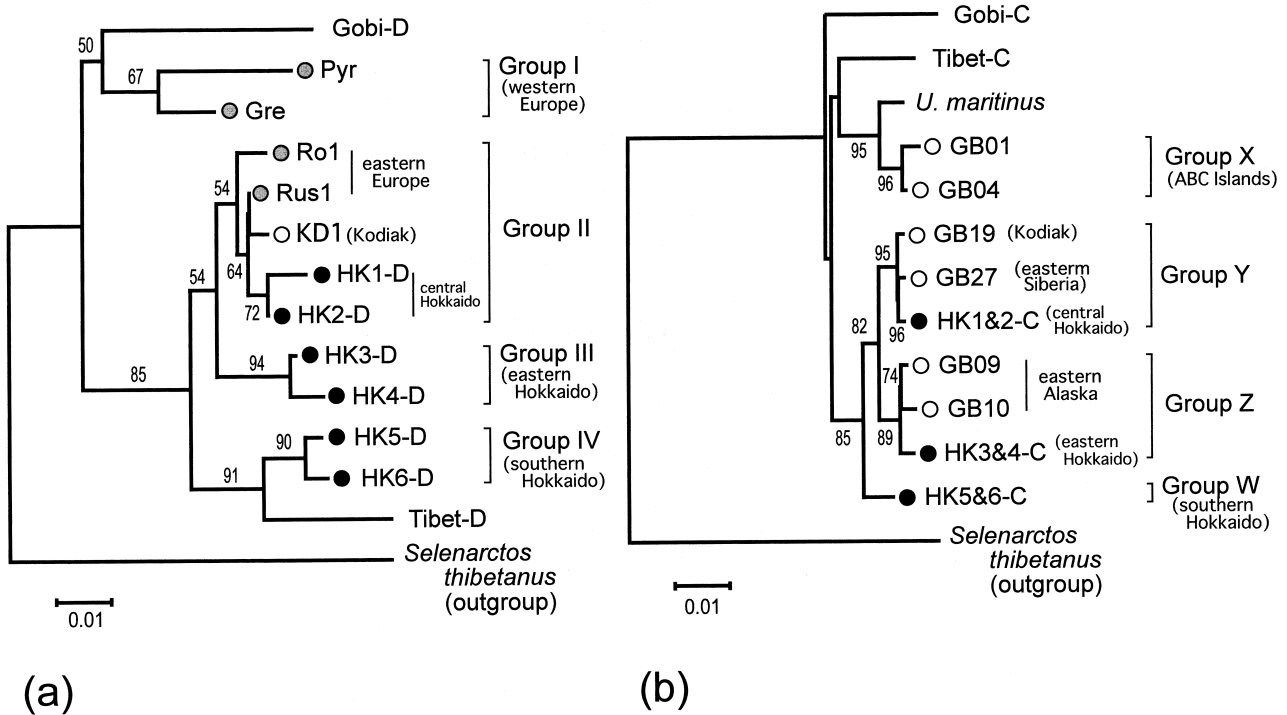 Gobi-D
50
67
Pyr
Gre
Group I
(western
Europe)
Ro1
Rus1
eastern
Europe
54
KD1 (Kodiak)
64
HK1-D
HK2-D
72
central
Hokkaido
Group II
54
94
HK3-D
HK4-D
Group III
(eastern
Hokkaido)
85
90
HK5-D
HK6-D
Group IV
(southern
Hokkaido)
91
Tibet-D
Selenarctos
thibetanus
(outgroup)
0.01
(a)
Gobi-C
Tibet-C
U. maritinus
95
GB01
96
GB04
Group X
(ABC Islands)
GB19 (Kodiak)
95
GB27 (easterm
Siberia)
HK1&2-C (central
Hokkaido)
96
Group Y
82
GB09
74
GB10
eastern
Alaska
89
HK3&4-C (eastern
Hokkaido)
Group Z
85
HK5&6-C
Group W
(southern
Hokkaido)
Selenarctos
thibetanus
(outgroup)
0.01
(b)